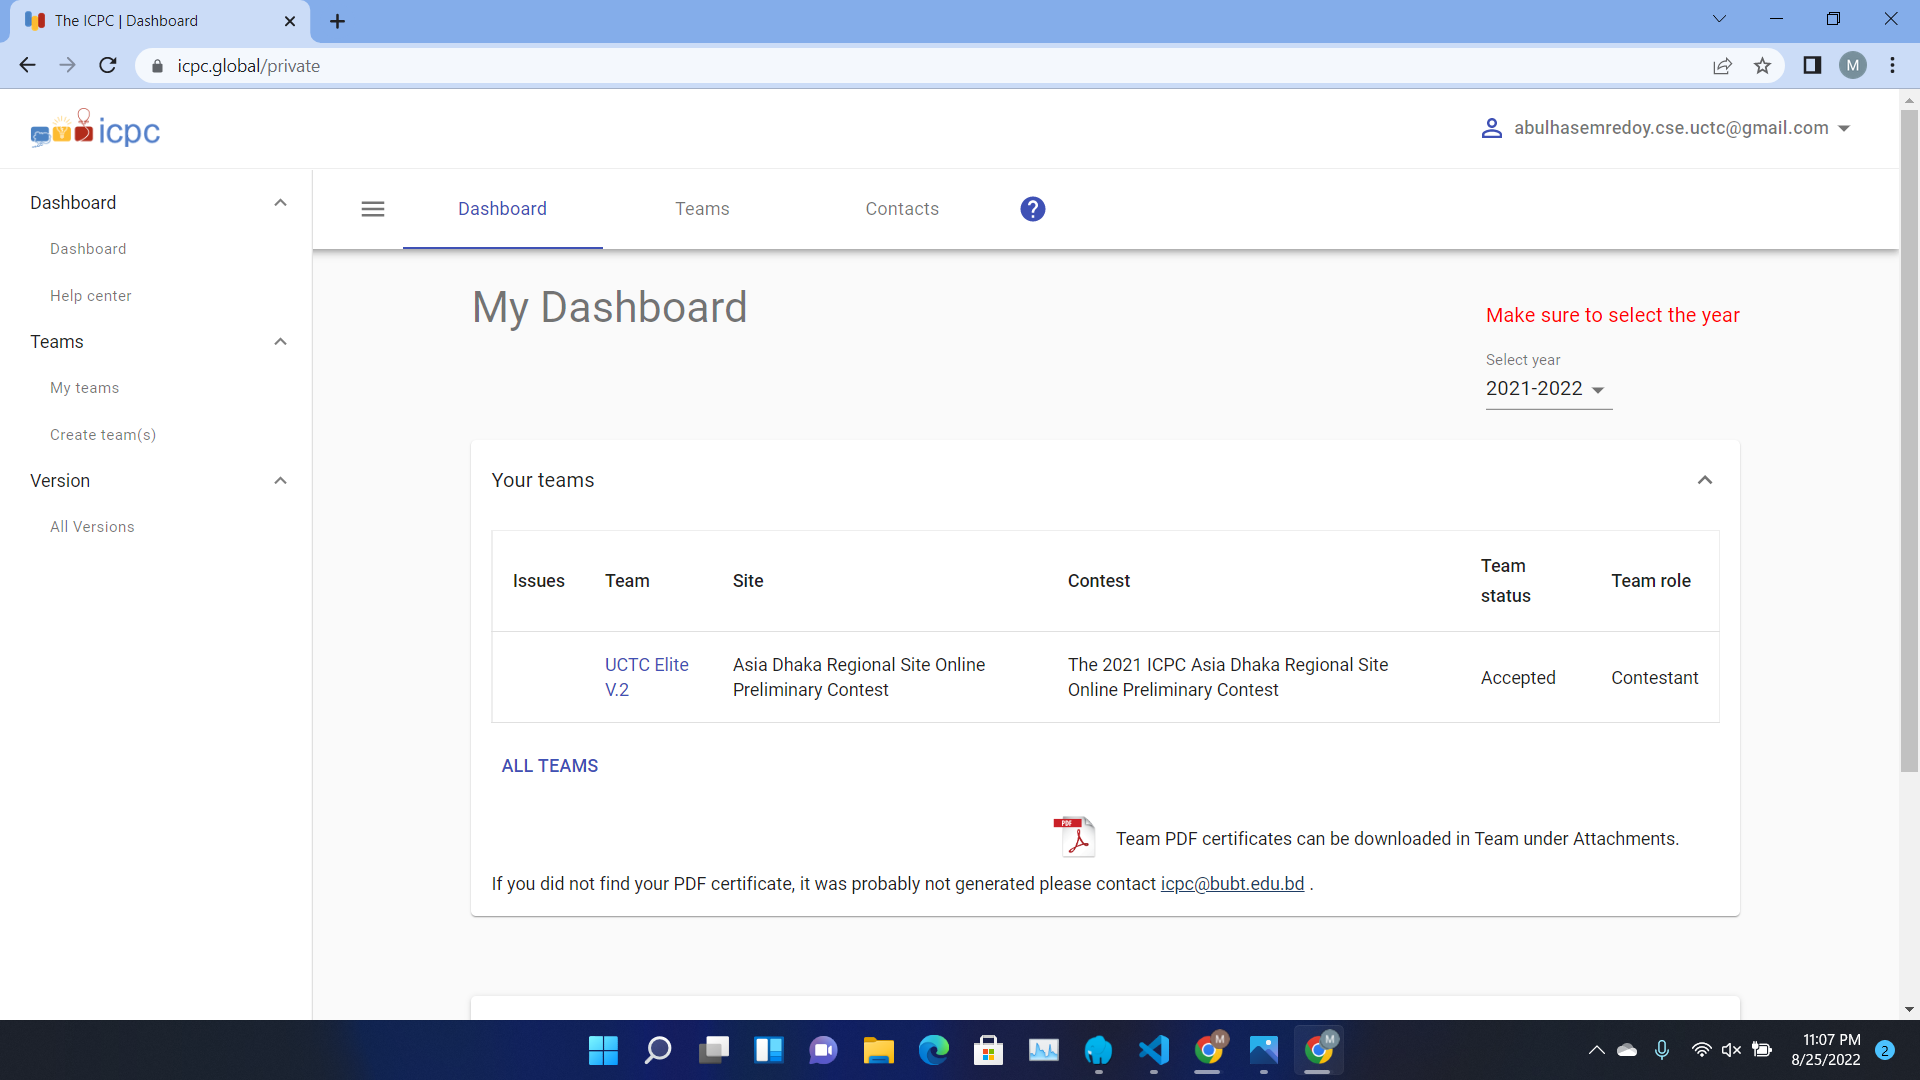 The ICPC | Dashboard
icpc.global/private
M
icpc
abulhasemredoy.cse.uctc@gmail.com
Dashboard
Dashboard
Help center
Teams
My teams
Create team(s)
Version
All Versions
Dashboard Teams Contacts ?
My Dashboard
Make sure to select the year
Select year
2021-2022
Your teams
Issues Team Site Contest Team status Team role
UCTC Elite V.2 Asia Dhaka Regional Site Online Preliminary Contest The 2021 ICPC Asia Dhaka Regional Site Online Preliminary Contest Accepted Contestant
ALL TEAMS
PDF
Team PDF certificates can be downloaded in Team under Attachments.
If you did not find your PDF certificate, it was probably not generated please contact icpc@bubt.edu.bd .
M
M
11:07 PM
8/25/2022
2